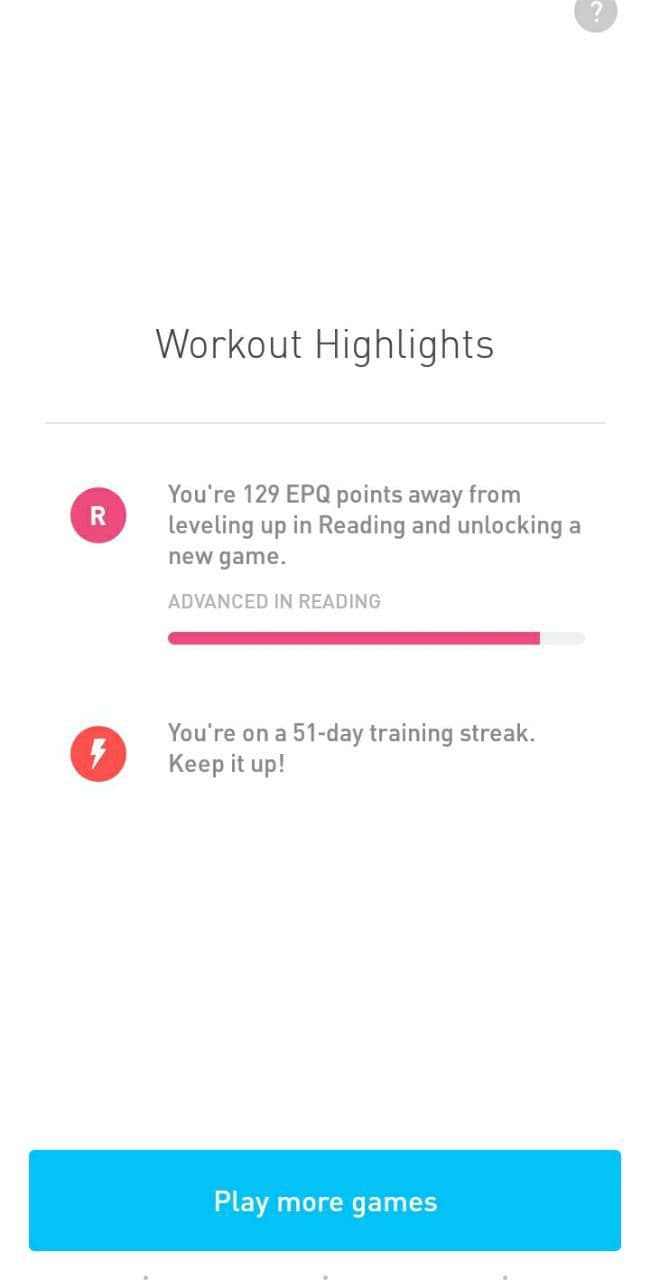 ?
Workout Highlights
R
You're 129 EPQ points away from
leveling up in Reading and unlocking a
new game.
ADVANCED IN READING
You're on a 51-day training streak.
Keep it up!
Play more games